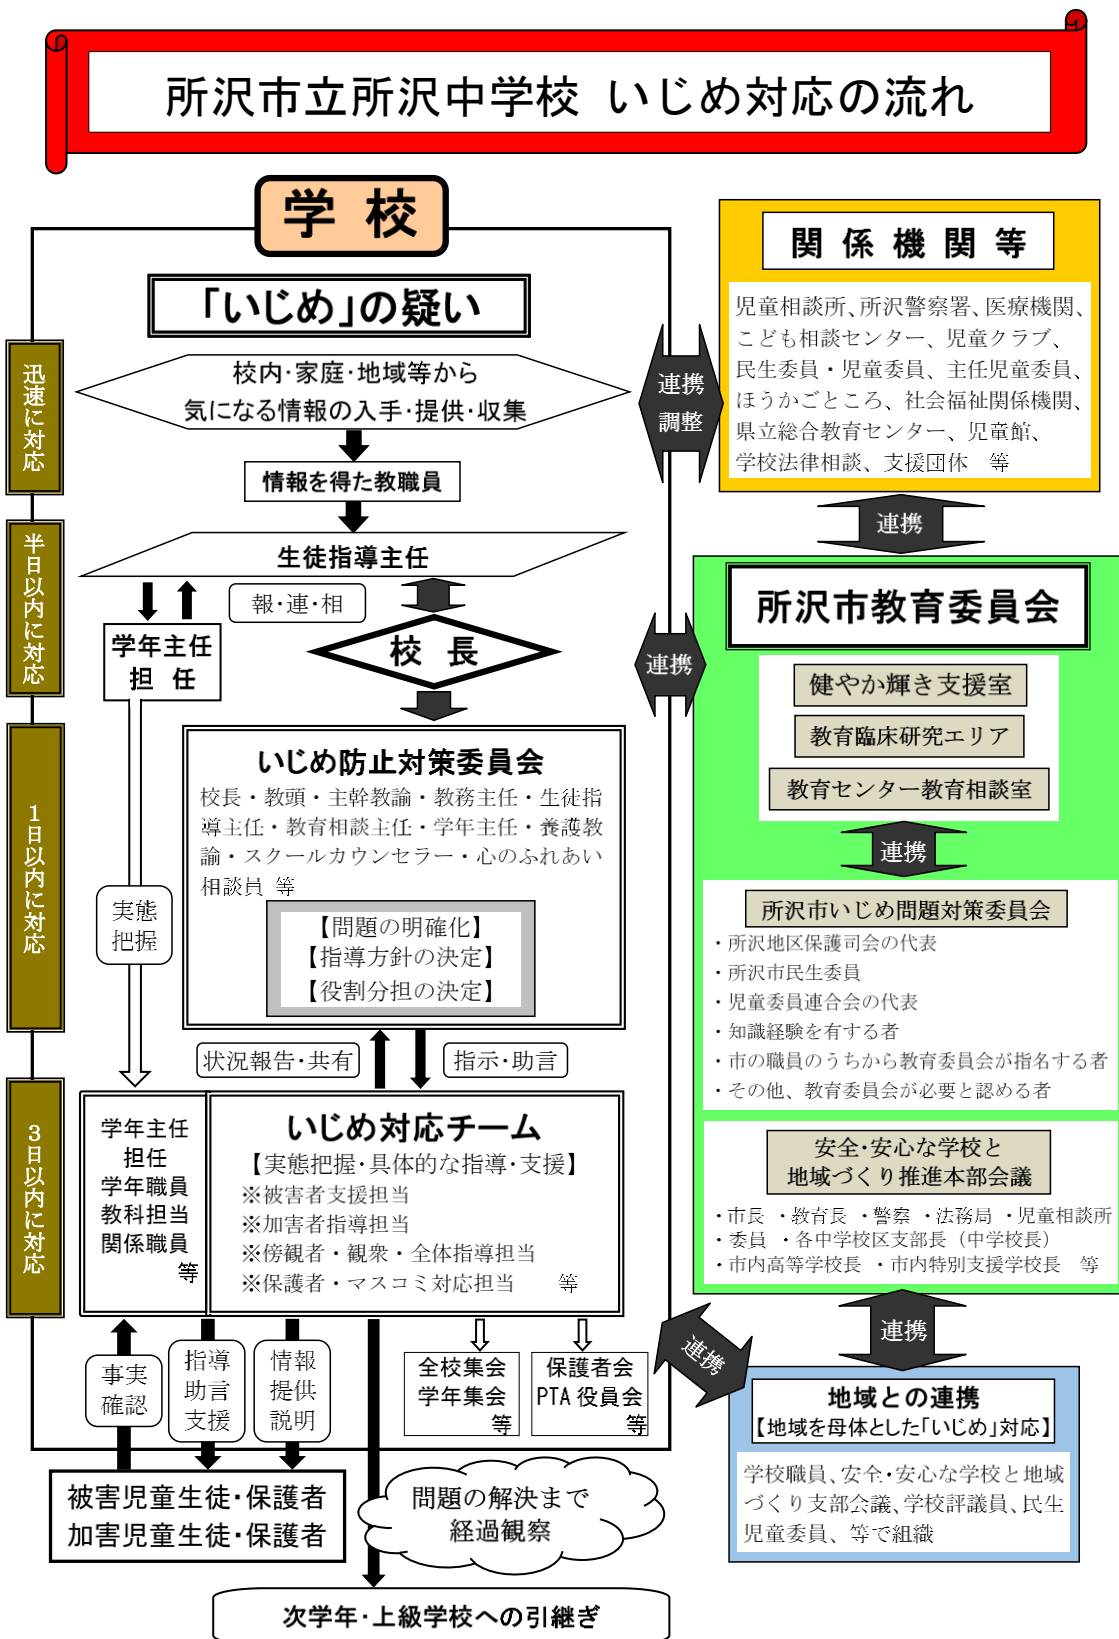 所沢市立所沢中学校 いじめ対応の流れ
学 校
「いじめ」の疑い
迅速に対応
校内･家庭･地域等から
気になる情報の入手･提供･収集
情報を得た教職員
半日以内に対応
生徒指導主任
報･連･相
学年主任
担 任
校 長
1日以内に対応
いじめ防止対策委員会
校長・教頭・主幹教諭・教務主任・生徒指
導主任・教育相談主任・学年主任・養護教
諭・スクールカウンセラー・心のふれあい
相談員 等
【問題の明確化】
【指導方針の決定】
【役割分担の決定】
実態
把握
状況報告･共有
指示･助言
3日以内に対応
学年主任
担任
学年職員
教科担当
関係職員
等
いじめ対応チーム
【実態把握･具体的な指導･支援】
※被害者支援担当
※加害者指導担当
※傍観者・観衆・全体指導担当
※保護者・マスコミ対応担当 等
事実
確認
指導
助言
支援
情報
提供
説明
全校集会
学年集会
等
保護者会
PTA 役員会
等
被害児童生徒･保護者
加害児童生徒･保護者
問題の解決まで
経過観察
次学年･上級学校への引継ぎ
連携
調整
関 係 機 関 等
児童相談所、所沢警察署、医療機関、
こども相談センター、児童クラブ、
民生委員・児童委員、主任児童委員、
ほうかごところ、社会福祉関係機関、
県立総合教育センター、児童館、
学校法律相談、支援団体 等
連携
連携
所沢市教育委員会
健やか輝き支援室
教育臨床研究エリア
教育センター教育相談室
連携
所沢市いじめ問題対策委員会
・所沢地区保護司会の代表
・所沢市民生委員
・児童委員連合会の代表
・知識経験を有する者
・市の職員のうちから教育委員会が指名する者
・その他、教育委員会が必要と認める者
安全・安心な学校と
地域づくり推進本部会議
・市長 ・教育長 ・警察 ・法務局 ・児童相談所
・委員 ・各中学校区支部長（中学校長）
・市内高等学校長 ・市内特別支援学校長 等
連携
連携
地域との連携
【地域を母体とした｢いじめ｣対応】
学校職員、安全･安心な学校と地域
づくり支部会議、学校評議員、民生
児童委員、等で組織